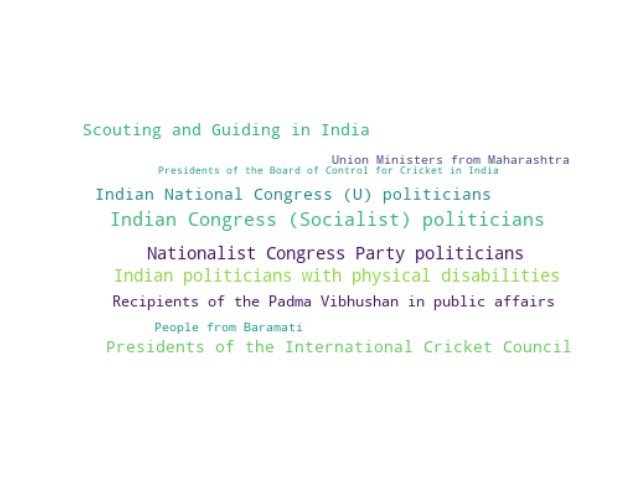 Scouting and Guiding in India
Union Ministers from Maharashtra
Presidents of the Board of Control for Cricket in India
Indian National Congress (U) politicians
Indian Congress (Socialist) politicians
Nationalist Congress Party politicians
Indian politicians with physical disabilities
Recipients of the Padma Vibhushan in public affairs
People from Baramati
Presidents of the International Cricket Council